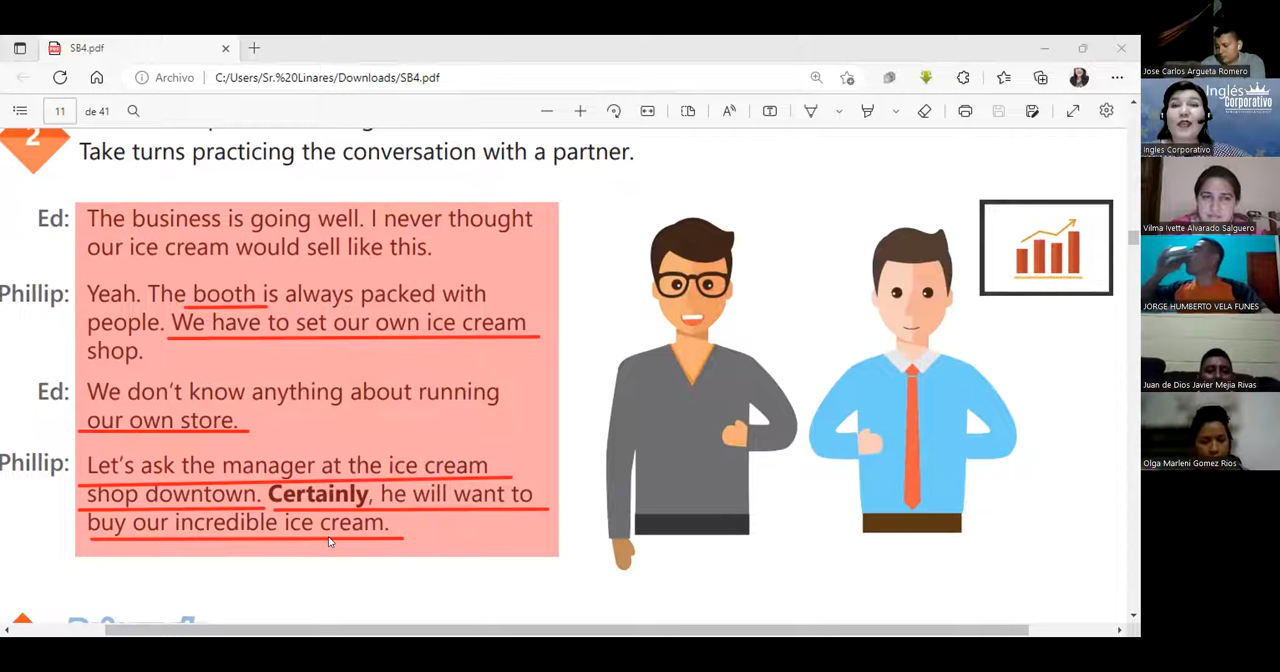 SB4.pdf
Archivo
C:/Users/Sr.%20Linares/Downloads/SB4.pdf
11 de 41
2
Take turns practicing the conversation with a partner.
Ed: The business is going well. I never thought
our ice cream would sell like this.
Phillip: Yeah. The booth is always packed with
people. We have to set our own ice cream
shop.
Ed: We don't know anything about running
our own store.
Phillip: Let's ask the manager at the ice cream
shop downtown. Certainly, he will want to
buy our incredible ice cream.
Jose Carlos Argueta Romero
Inglés
Corporativo
Ingles Corporativo
Vilma Ivette Alvarado Salguero
JORGE HUMBERTO VELA FUNES
Juan de Dios Javier Mejia Rivas
Olga Marleni Gomez Rios